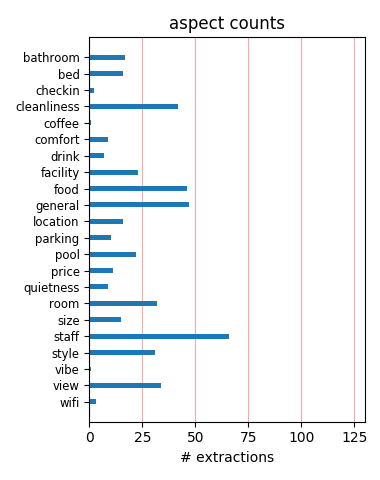 aspect counts
bathroom
bed
checkin
cleanliness
coffee
comfort
drink
facility
food
general
location
parking
pool
price
quietness
room
size
staff
style
vibe
view
wifi
0 25 50 75 100 125
# extractions